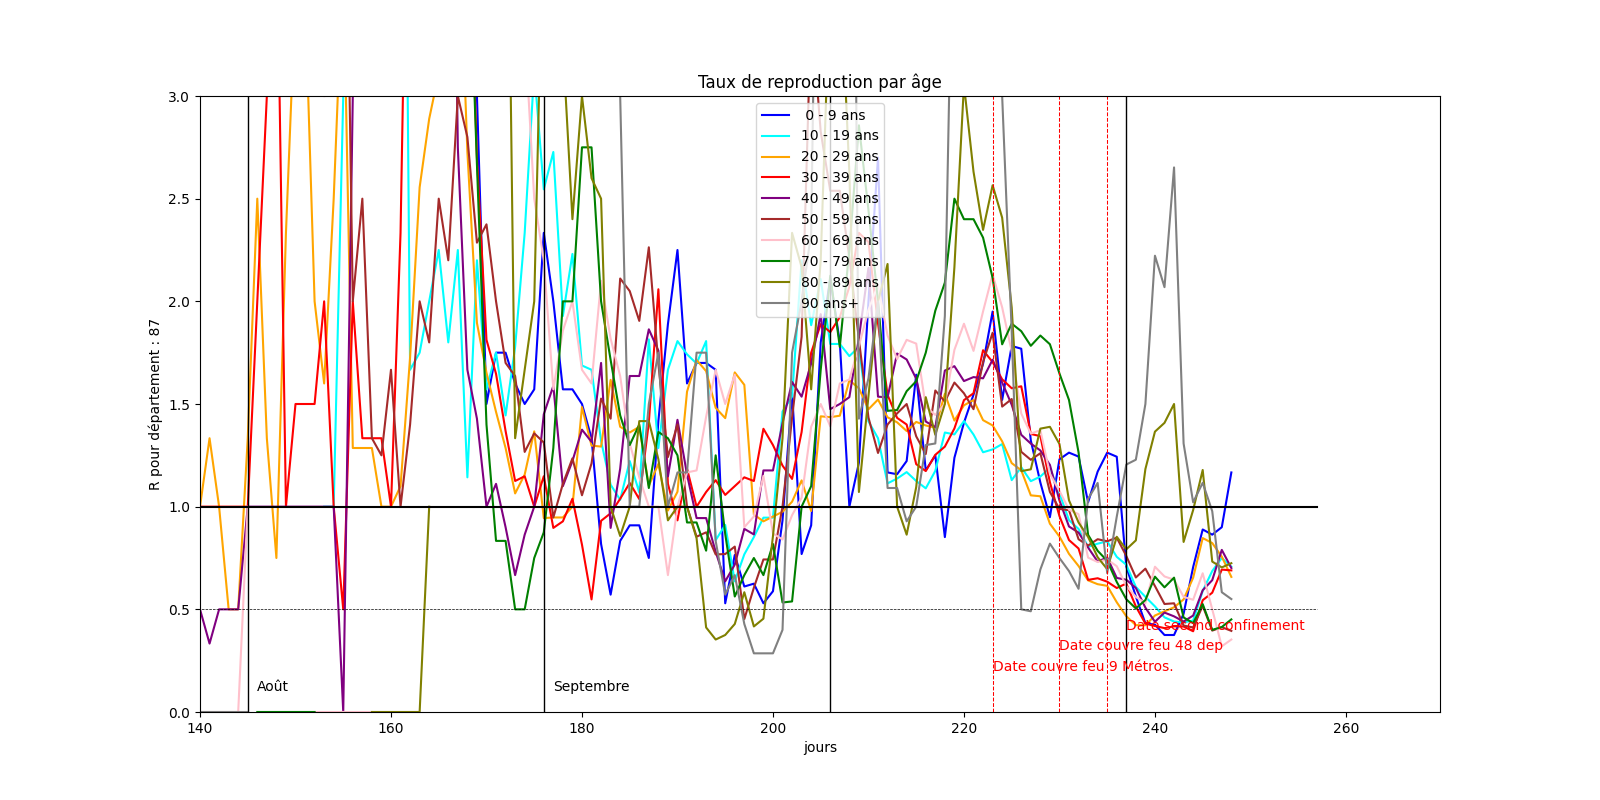 Taux de reproduction par âge
3.0
2.5
2.0
1.5
1.0
0.5
0.0
R pour département : 87
0 - 9 ans
10 - 19 ans
20 - 29 ans
30 - 39 ans
40 - 49 ans
50 - 59 ans
60 - 69 ans
70 - 79 ans
80 - 89 ans
90 ans+
Date second confinement
Date couvre feu 48 dep
Date couvre feu 9 Métros.
Août
Septembre
140 160 180 200 220 240 260
jours